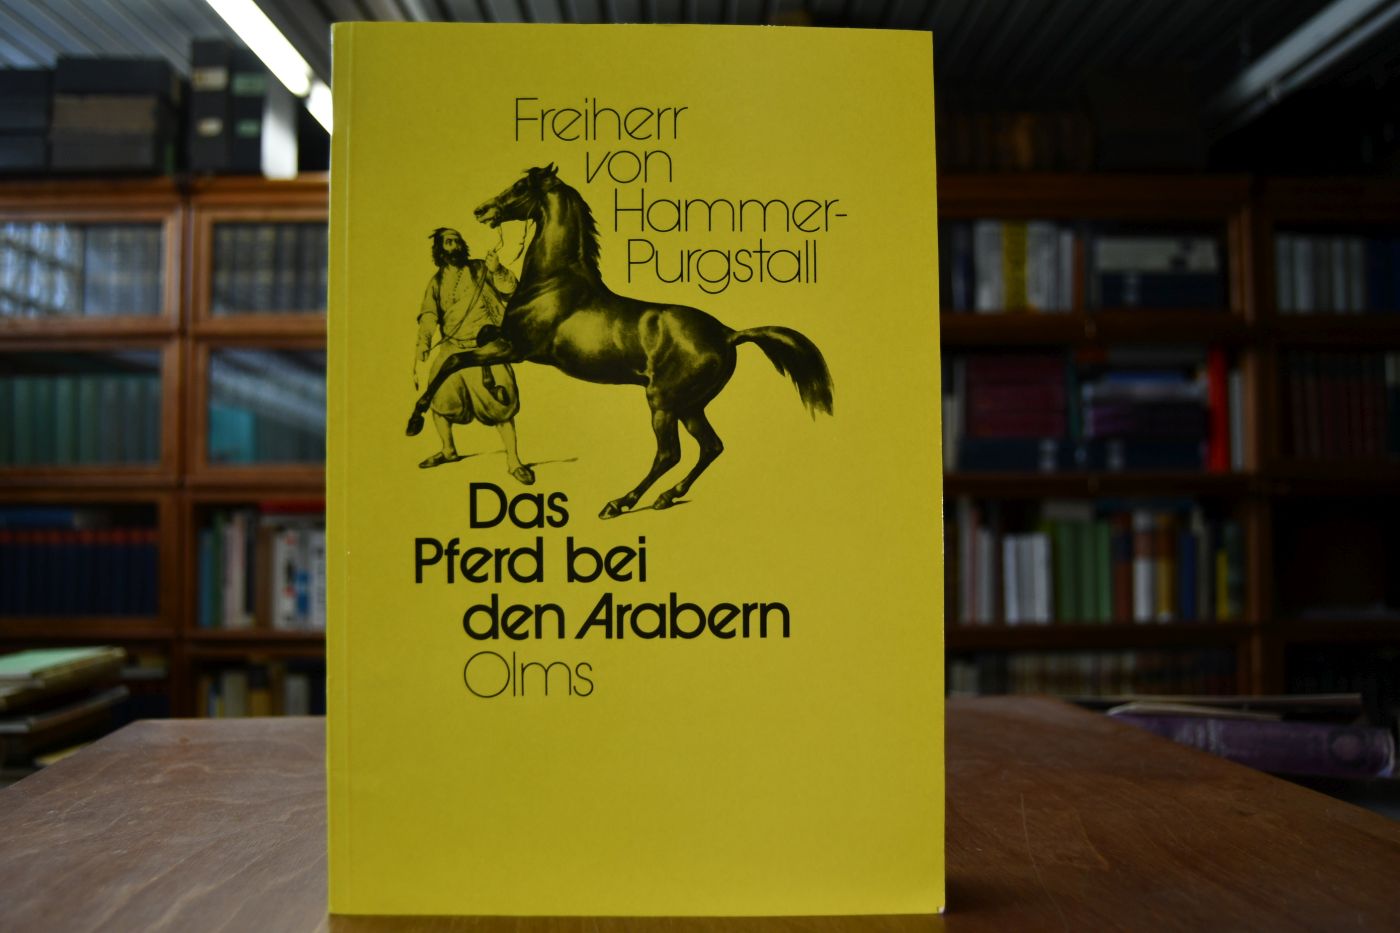 Freiherr
von
Hammer-
Purgstall
Das
Pferd bei
den Arabern
Olms